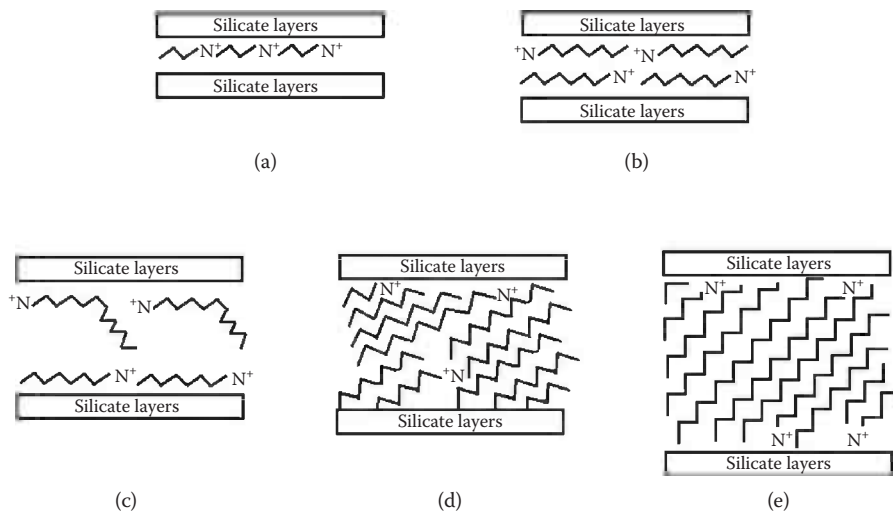 Silicate layers
N⁺ N⁺ N⁺
Silicate layers
(a)
Silicate layers
⁺N ⁺N
N⁺ N⁺
Silicate layers
(b)
Silicate layers
⁺N ⁺N
N⁺ N⁺
Silicate layers
(c)
Silicate layers
N⁺ N⁺
⁺N
Silicate layers
(d)
Silicate layers
N⁺ N⁺
N⁺ N⁺
Silicate layers
(e)